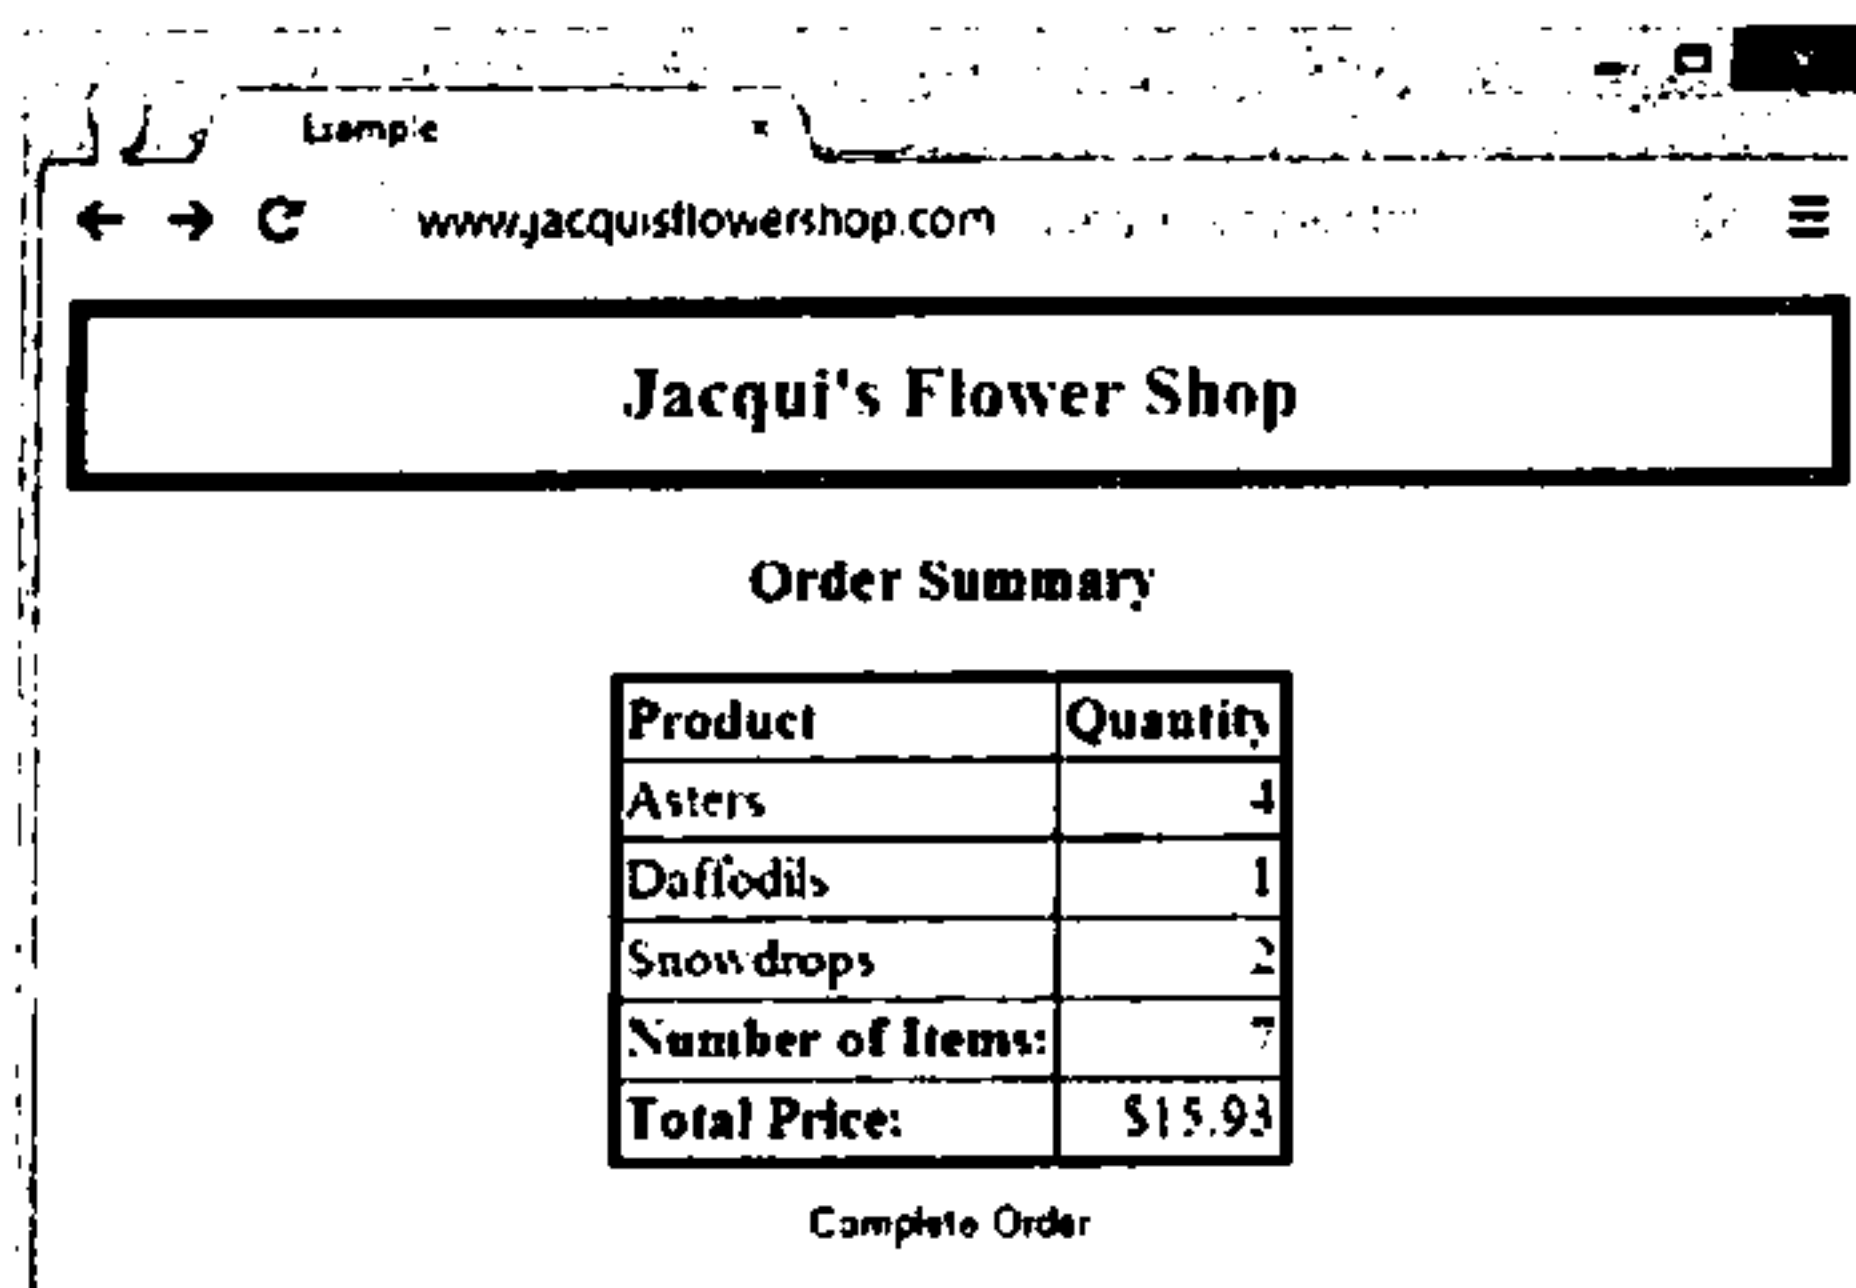 Example
www.jacquisflowershop.com
Jacqui's Flower Shop
Order Summary
Product Quantity
Asters 4
Daffodils 1
Snowdrops 2
Number of Items: 7
Total Price: $15.93
Complete Order